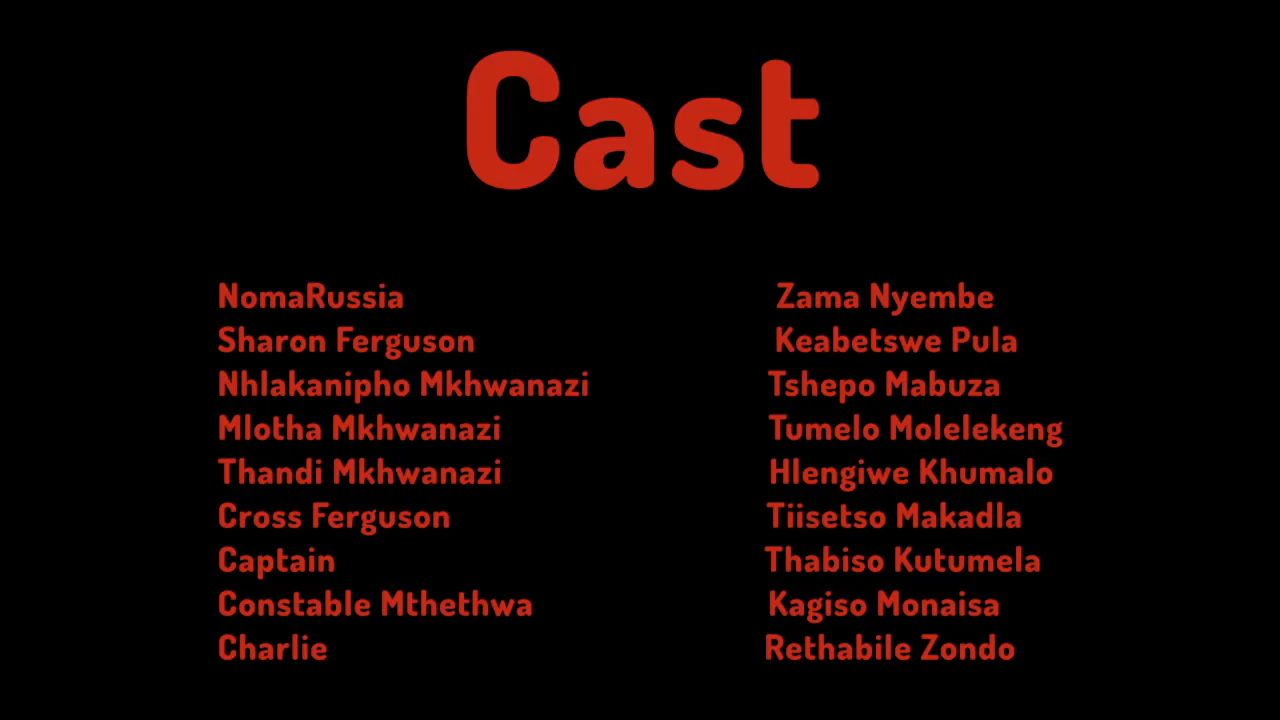 Cast
NomaRussia Zama Nyembe
Sharon Ferguson Keabetswe Pula
Nhlakanipho Mkhwanazi Tshepo Mabuza
Mlotha Mkhwanazi Tumelo Molelekeng
Thandi Mkhwanazi Hlengiwe Khumalo
Cross Ferguson Tiisetso Makadla
Captain Thabiso Kutumela
Constable Mthethwa Kagiso Monaisa
Charlie Rethabile Zondo